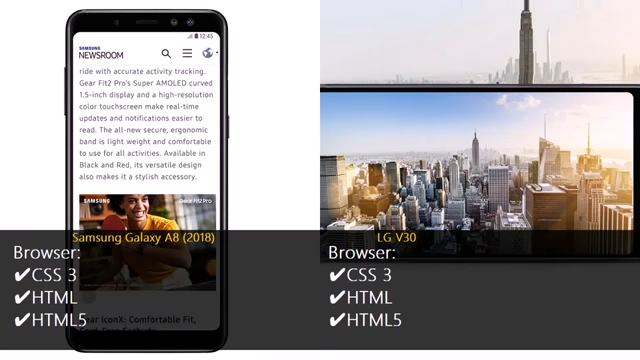 12:45
SAMSUNG
NEWSROOM
ride with accurate activity tracking.
Gear Fit2 Pro's Super AMOLED curved
1.5-inch display and a high-resolution
color touchscreen make real-time
updates and notifications easier to
read. The all-new secure, ergonomic
band is light weight and comfortable
to use for all activities. Available in
Black and Red, its versatile design
also makes it a stylish accessory.
SAMSUNG
Gear Fit2 Pro
Samsung Galaxy A8 (2018)
Browser:
✔CSS 3
✔HTML
✔HTML5
Gear IconX: Comfortable Fit,
LG V30
Browser:
✔CSS 3
✔HTML
✔HTML5